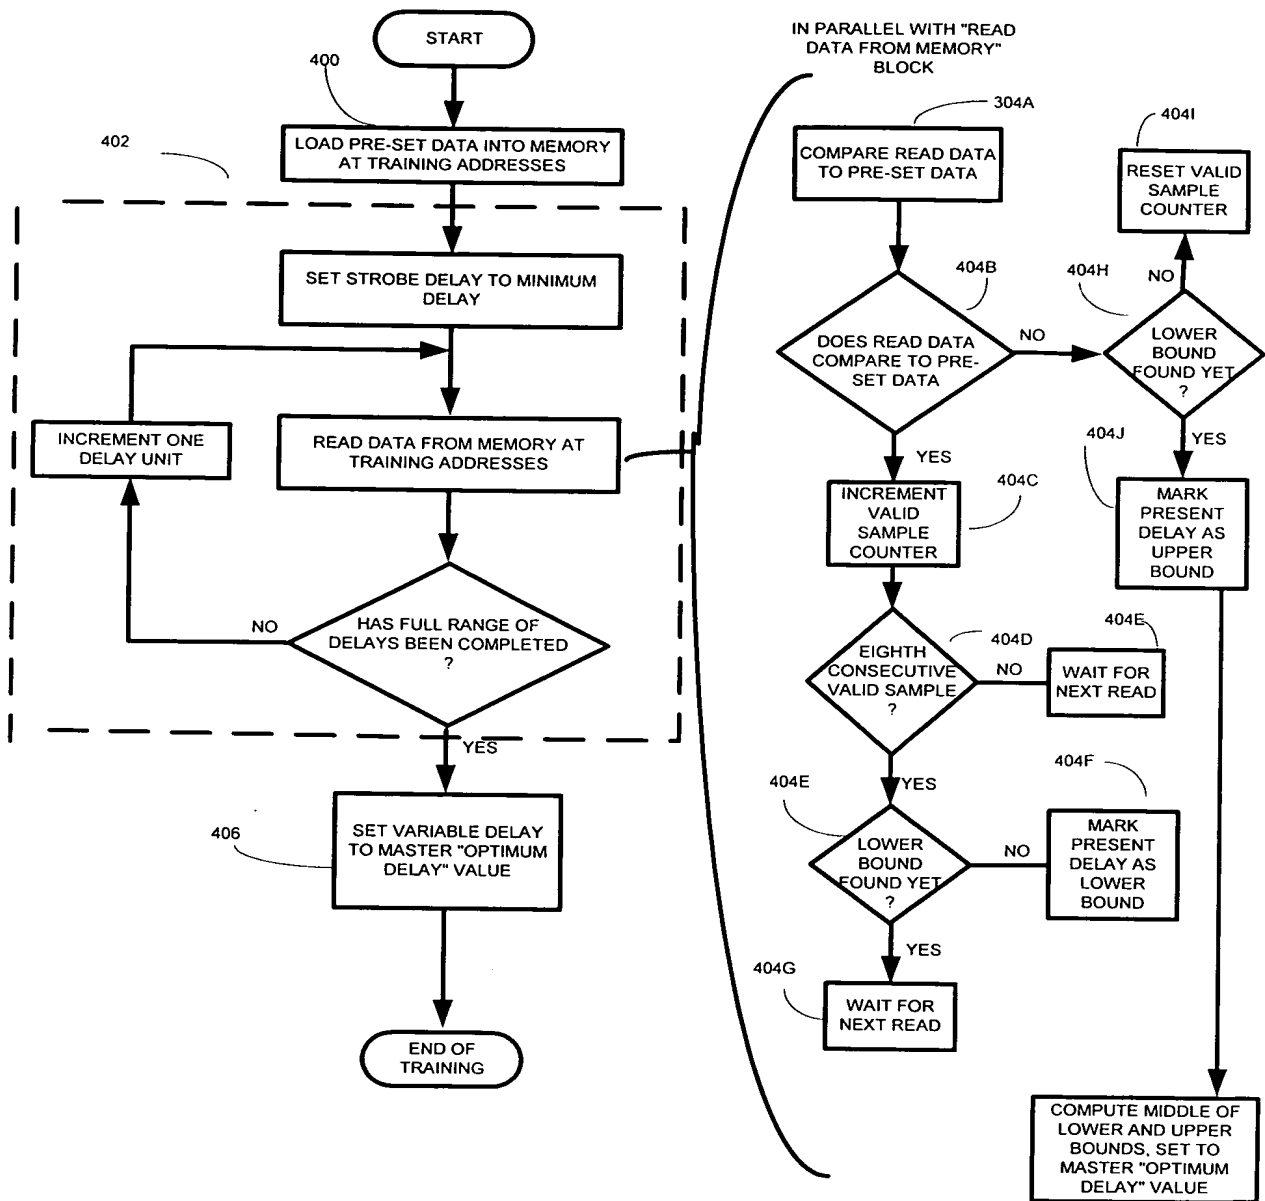 START
400
LOAD PRE-SET DATA INTO MEMORY
AT TRAINING ADDRESSES
402
SET STROBE DELAY TO MINIMUM
DELAY
INCREMENT ONE
DELAY UNIT
READ DATA FROM MEMORY AT
TRAINING ADDRESSES
HAS FULL RANGE OF
DELAYS BEEN COMPLETED
?
NO
YES
406
SET VARIABLE DELAY
TO MASTER "OPTIMUM
DELAY" VALUE
END OF
TRAINING
IN PARALLEL WITH "READ
DATA FROM MEMORY"
BLOCK
304A
COMPARE READ DATA
TO PRE-SET DATA
404B
DOES READ DATA
COMPARE TO PRE-
SET DATA
NO
YES
404H
LOWER
BOUND
FOUND YET
?
NO
404I
RESET VALID
SAMPLE
COUNTER
YES
404J
MARK
PRESENT
DELAY AS
UPPER
BOUND
404C
INCREMENT
VALID
SAMPLE
COUNTER
404D
EIGHTH
CONSECUTIVE
VALID SAMPLE
?
NO
404E
WAIT FOR
NEXT READ
YES
404E
LOWER
BOUND
FOUND YET
?
NO
404F
MARK
PRESENT
DELAY AS
LOWER
BOUND
YES
404G
WAIT FOR
NEXT READ
COMPUTE MIDDLE OF
LOWER AND UPPER
BOUNDS, SET TO
MASTER "OPTIMUM
DELAY" VALUE